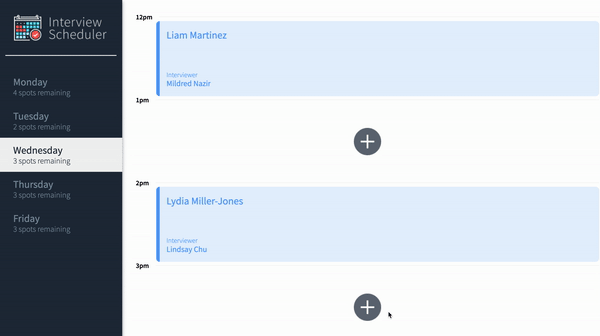 Interview
Scheduler
Monday
4 spots remaining
Tuesday
2 spots remaining
Wednesday
3 spots remaining
Thursday
3 spots remaining
Friday
3 spots remaining
12pm
Liam Martinez
Interviewer
Mildred Nazir
1pm
2pm
Lydia Miller-Jones
Interviewer
Lindsay Chu
3pm